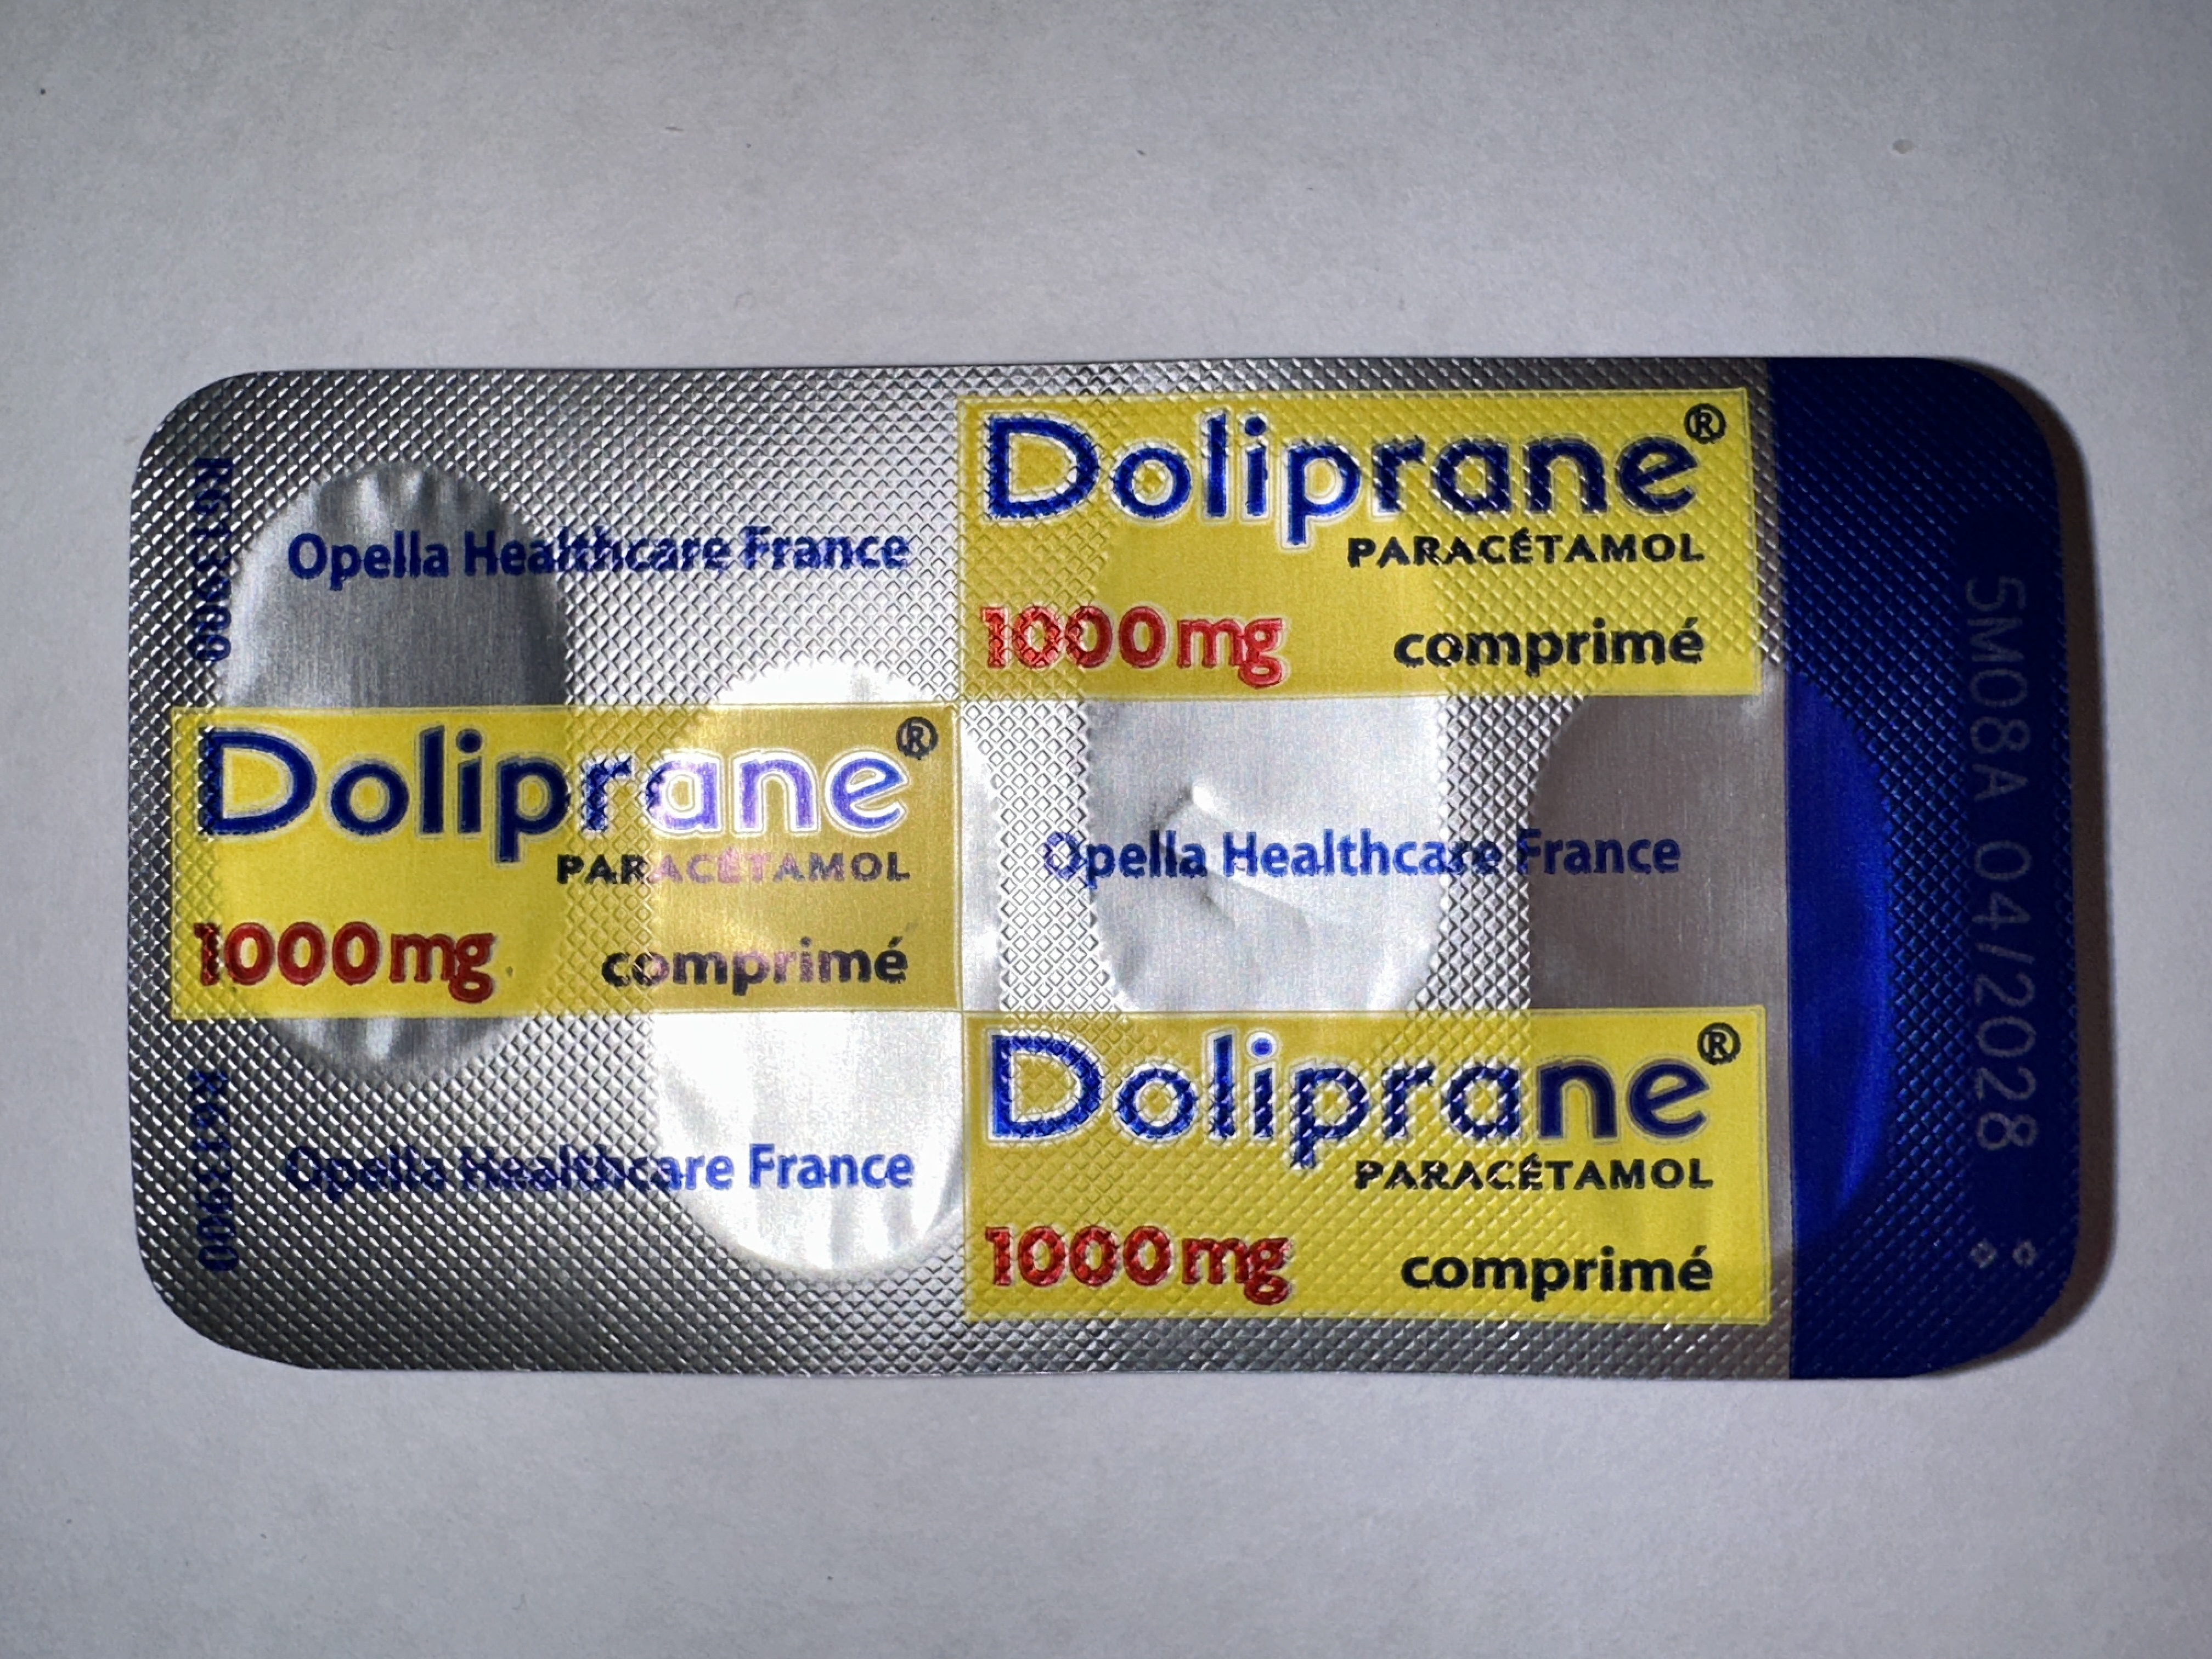 Opella Healthcare France
Doliprane®
PARACÉTAMOL
1000mg comprimé
Doliprane®
PARACÉTAMOL
1000mg comprimé
Opella Healthcare France
Opella Healthcare France
Doliprane®
PARACÉTAMOL
1000mg comprimé
5M08A 04/2028